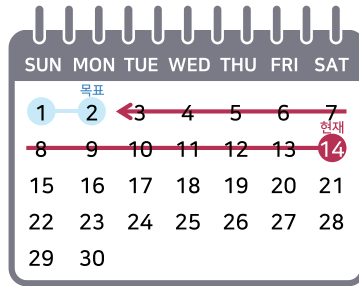 SUN MON TUE WED THU FRI SAT
목표
1 2 3 4 5 6 7
현재
8 9 10 11 12 13 14
15 16 17 18 19 20 21
22 23 24 25 26 27 28
29 30